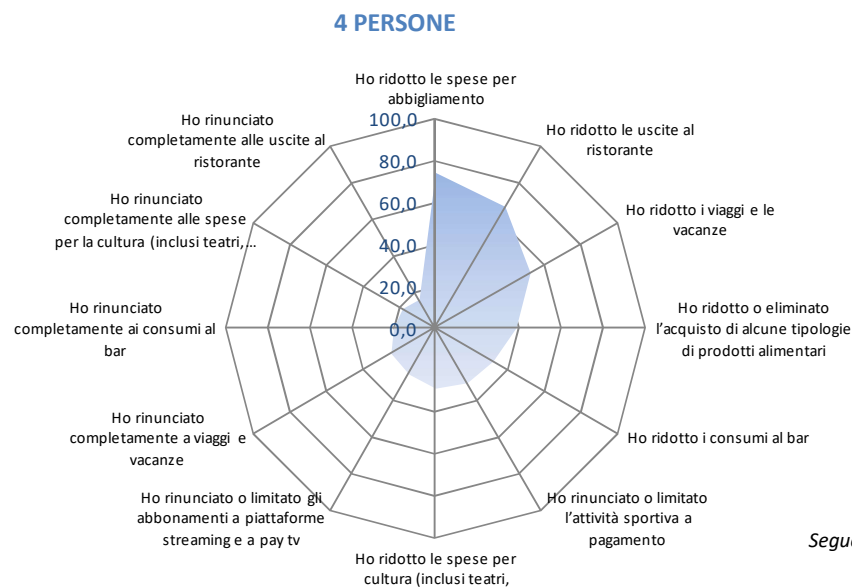 4 PERSONE
Ho ridotto le spese per
abbigliamento
Ho ridotto le uscite al
ristorante
Ho ridotto i viaggi e le
vacanze
Ho ridotto o eliminato
l'acquisto di alcune tipologie
di prodotti alimentari
Ho ridotto i consumi al bar
Ho rinunciato o limitato
l'attività sportiva a
pagamento
Ho ridotto le spese per
cultura (inclusi teatri,
Ho rinunciato o limitato gli
abbonamenti a piattaforme
streaming e a pay tv
Ho rinunciato
completamente a viaggi e
vacanze
Ho rinunciato
completamente ai consumi al
bar
Ho rinunciato
completamente alle spese
per la cultura (inclusi teatri,...
Ho rinunciato
completamente alle uscite al
ristorante
100,0
80,0
60,0
40,0
20,0
0,0